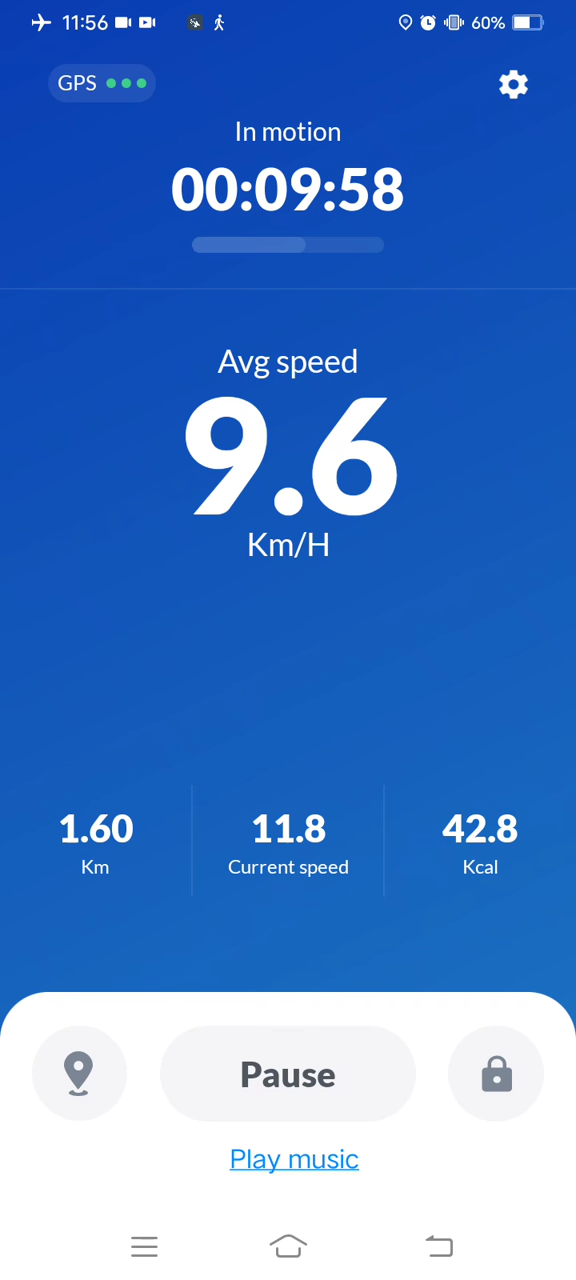 11:56
60%
GPS
In motion
00:09:58
Avg speed
9.6
Km/H
1.60
Km
11.8
Current speed
42.8
Kcal
Pause
Play music